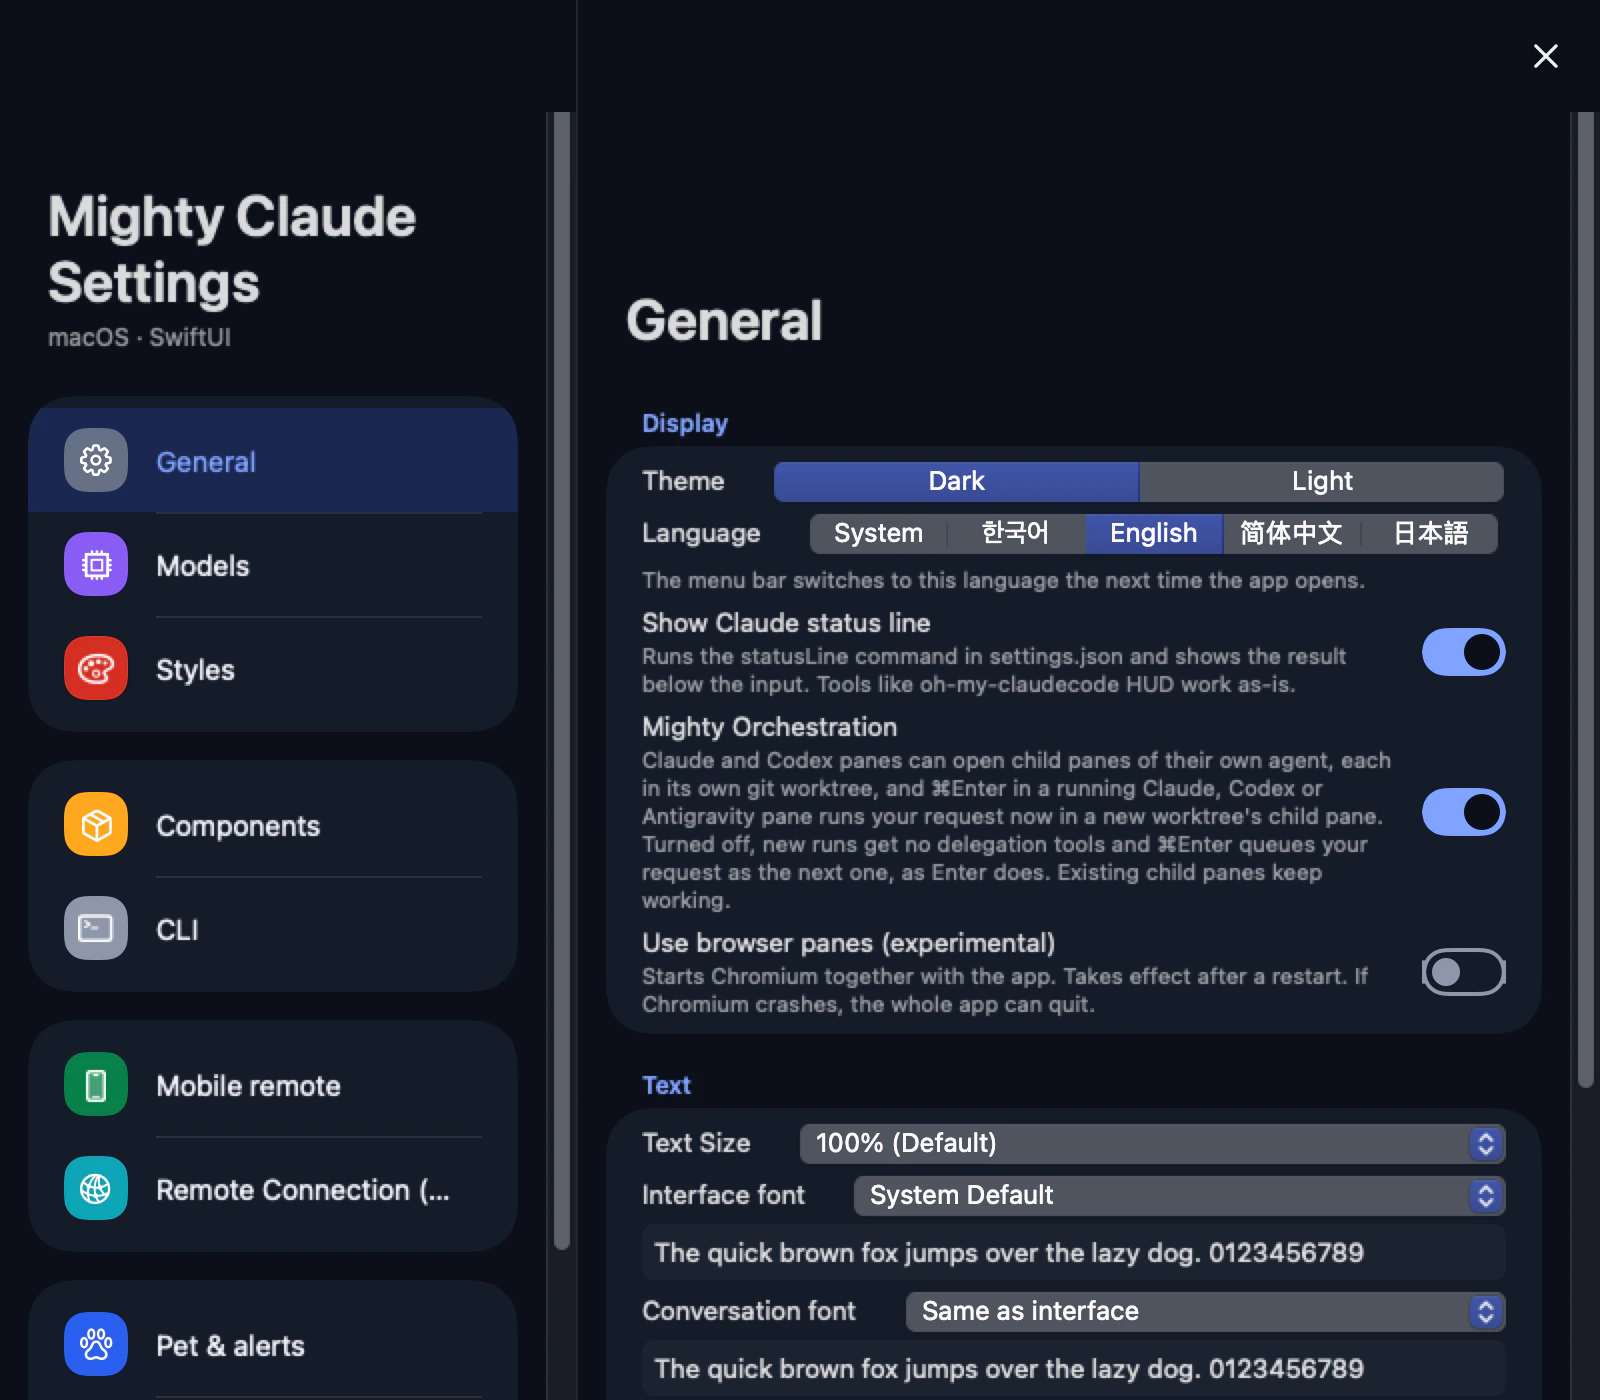 Mighty Claude
Settings
macOS · SwiftUI
General
Models
Styles
Components
CLI
Mobile remote
Remote Connection (...
Pet & alerts
General
Display
Theme Dark Light
Language System 한국어 English 简体中文 日本語
The menu bar switches to this language the next time the app opens.
Show Claude status line
Runs the statusLine command in settings.json and shows the result
below the input. Tools like oh-my-claudecode HUD work as-is.
Mighty Orchestration
Claude and Codex panes can open child panes of their own agent, each
in its own git worktree, and ⌘Enter in a running Claude, Codex or
Antigravity pane runs your request now in a new worktree's child pane.
Turned off, new runs get no delegation tools and ⌘Enter queues your
request as the next one, as Enter does. Existing child panes keep
working.
Use browser panes (experimental)
Starts Chromium together with the app. Takes effect after a restart. If
Chromium crashes, the whole app can quit.
Text
Text Size 100% (Default)
Interface font System Default
The quick brown fox jumps over the lazy dog. 0123456789
Conversation font Same as interface
The quick brown fox jumps over the lazy dog. 0123456789